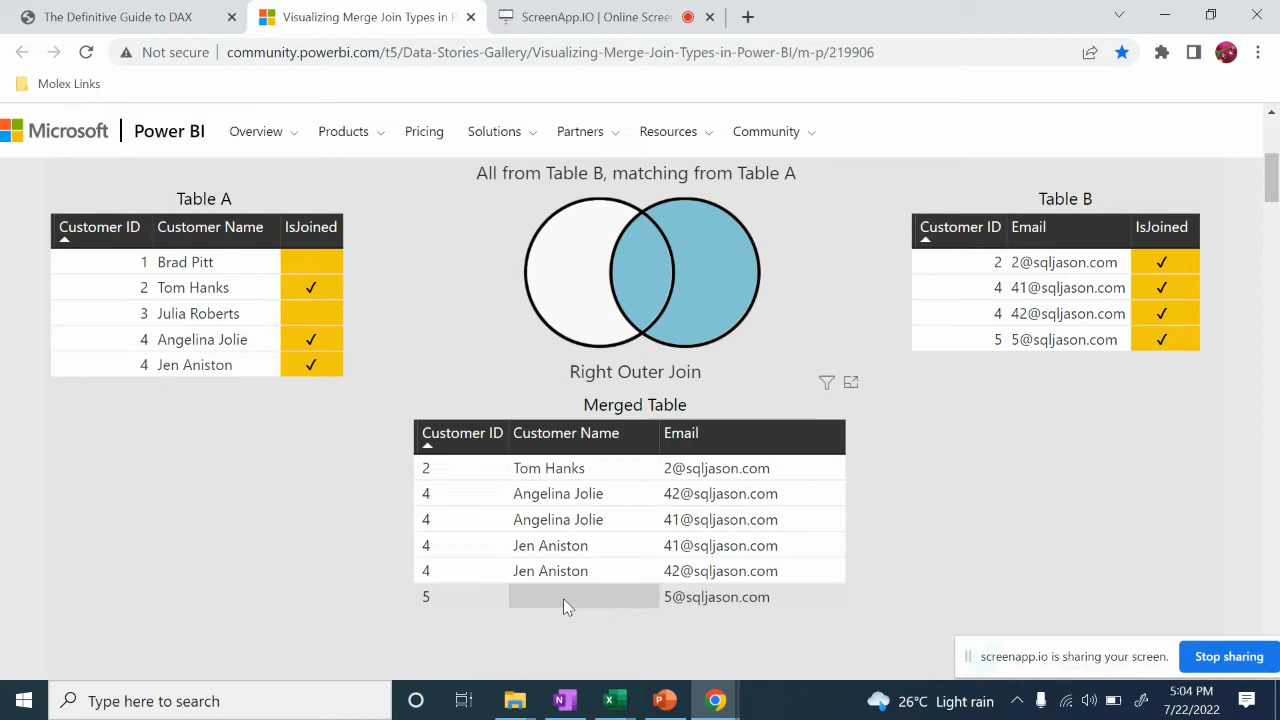 The Definitive Guide to DAX
Visualizing Merge Join Types in P
ScreenApp.IO | Online Scree
Not secure
community.powerbi.com/t5/Data-Stories-Gallery/Visualizing-Merge-Join-Types-in-Power-BI/m-p/219906
Molex Links
Microsoft | Power BI Overview Products Pricing Solutions Partners Resources Community
All from Table B, matching from Table A
Table A
Customer ID Customer Name IsJoined
1 Brad Pitt
2 Tom Hanks ✓
3 Julia Roberts
4 Angelina Jolie ✓
4 Jen Aniston ✓
Table B
Customer ID Email IsJoined
2 2@sqljason.com ✓
4 41@sqljason.com ✓
4 42@sqljason.com ✓
5 5@sqljason.com ✓
Right Outer Join
Merged Table
Customer ID Customer Name Email
2 Tom Hanks 2@sqljason.com
4 Angelina Jolie 42@sqljason.com
4 Angelina Jolie 41@sqljason.com
4 Jen Aniston 41@sqljason.com
4 Jen Aniston 42@sqljason.com
5 5@sqljason.com
screenapp.io is sharing your screen. Stop sharing
Type here to search
26°C Light rain
5:04 PM
7/22/2022